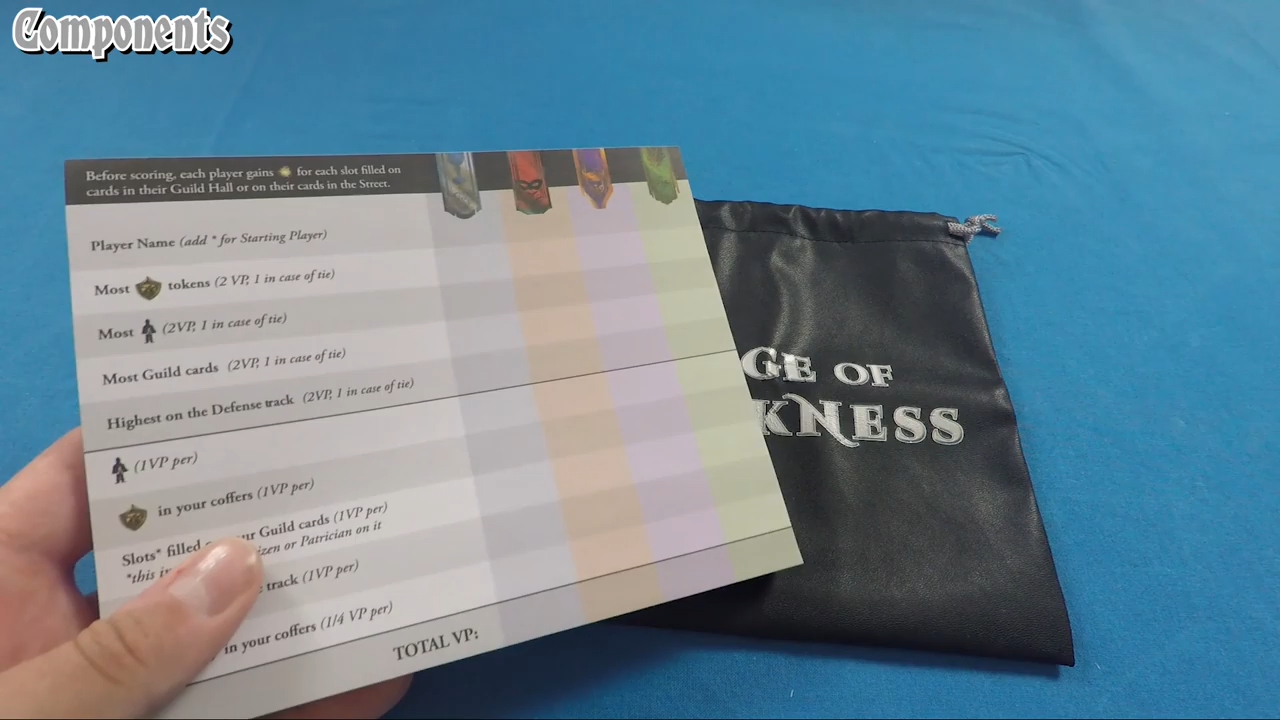 Components
Before scoring, each player gains for each slot filled on
cards in their Guild Hall or on their cards in the Street.
Player Name (add * for Starting Player)
Most tokens (2 VP, 1 in case of tie)
Most (2VP, 1 in case of tie)
Most Guild cards (2VP, 1 in case of tie)
Highest on the Defense track (2VP, 1 in case of tie)
(1VP per)
in your coffers (1VP per)
Slots* filled Guild cards (1VP per)
*this or Patrician on it
track (1VP per)
in your coffers (1/4 VP per)
TOTAL VP:
GE OF
KNESS